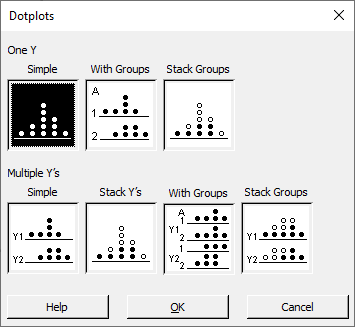 Dotplots
One Y
Simple With Groups Stack Groups
A
1
2
Multiple Y's
Simple Stack Y's With Groups Stack Groups
Y1
Y2
A
Y1 1
2
Y2 1
2
Y1
Y2
Help OK Cancel